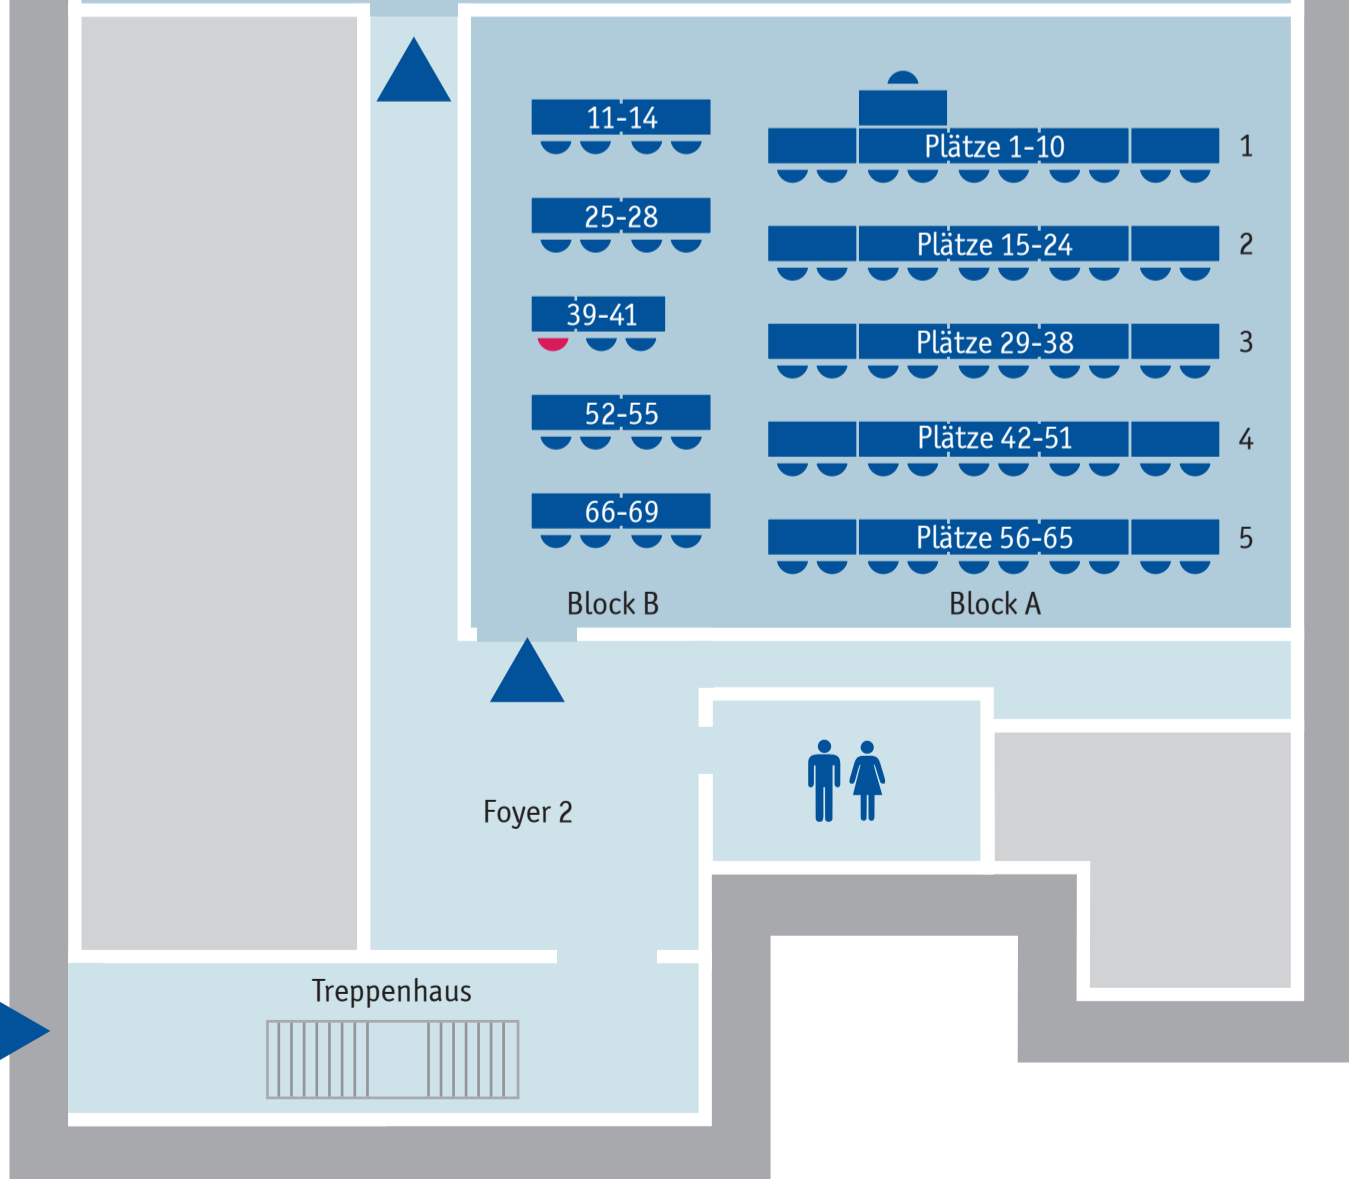 11-14
Plätze 1-10
1
25-28
Plätze 15-24
2
39-41
Plätze 29-38
3
52-55
Plätze 42-51
4
66-69
Plätze 56-65
5
Block B
Block A
Foyer 2
Treppenhaus